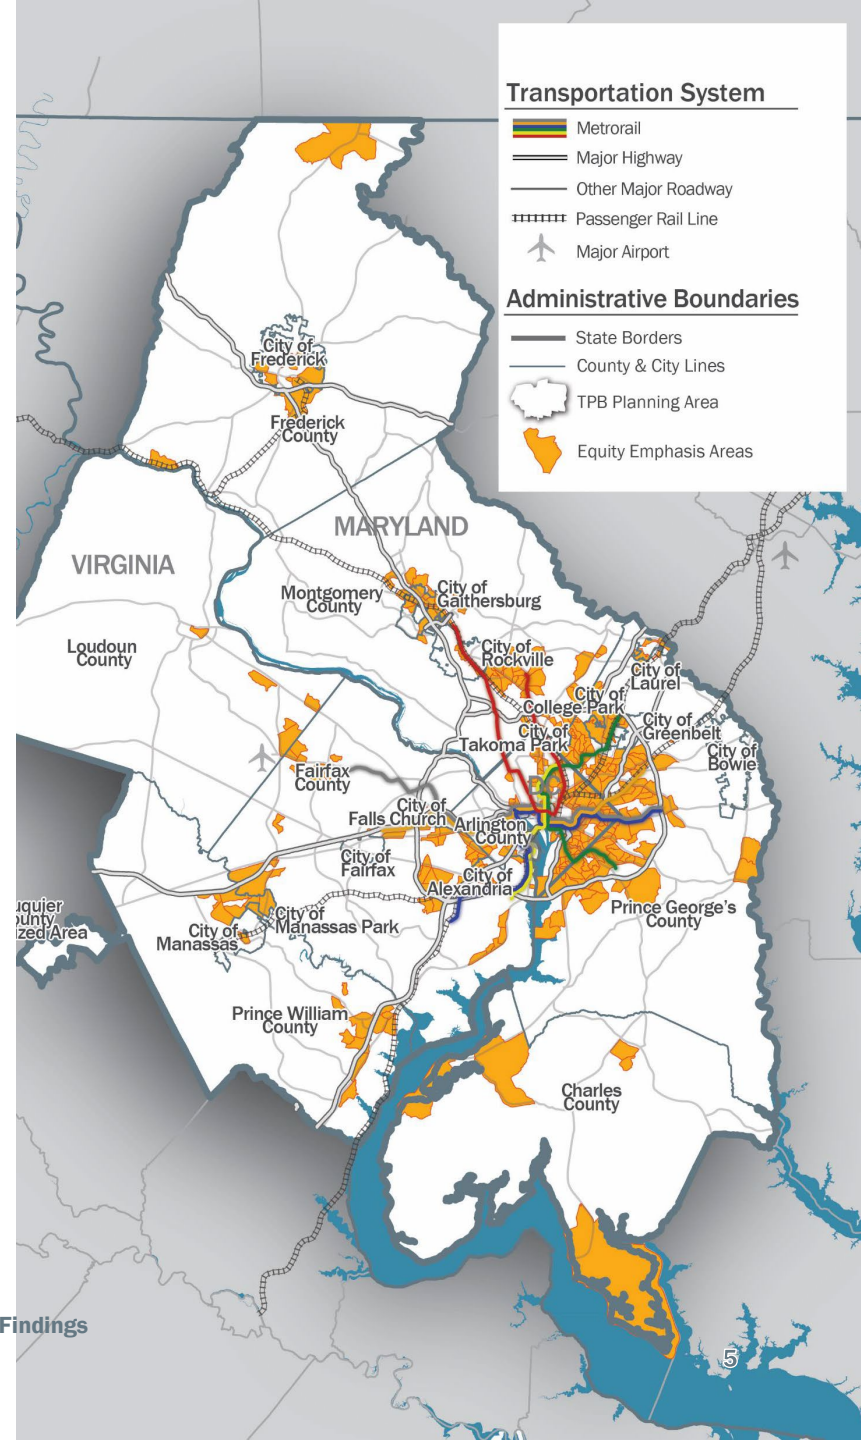 Transportation System
Metrorail
Major Highway
Other Major Roadway
Passenger Rail Line
Major Airport
Administrative Boundaries
State Borders
County & City Lines
TPB Planning Area
Equity Emphasis Areas
City of
Frederick
Frederick
County
MARYLAND
VIRGINIA
Montgomery
County
City of
Gaithersburg
Loudoun
County
City of
Rockville
City of
Laurel
City of
College Park
City of
Greenbelt
City of
Takoma Park
City of
Bowie
Fairfax
County
City of
Falls Church
Arlington
County
City of
Fairfax
City of
Alexandria
Prince George's
County
uquier
ounty
ized Area
City of
Manassas
City of
Manassas Park
Prince William
County
Charles
County
Findings
5